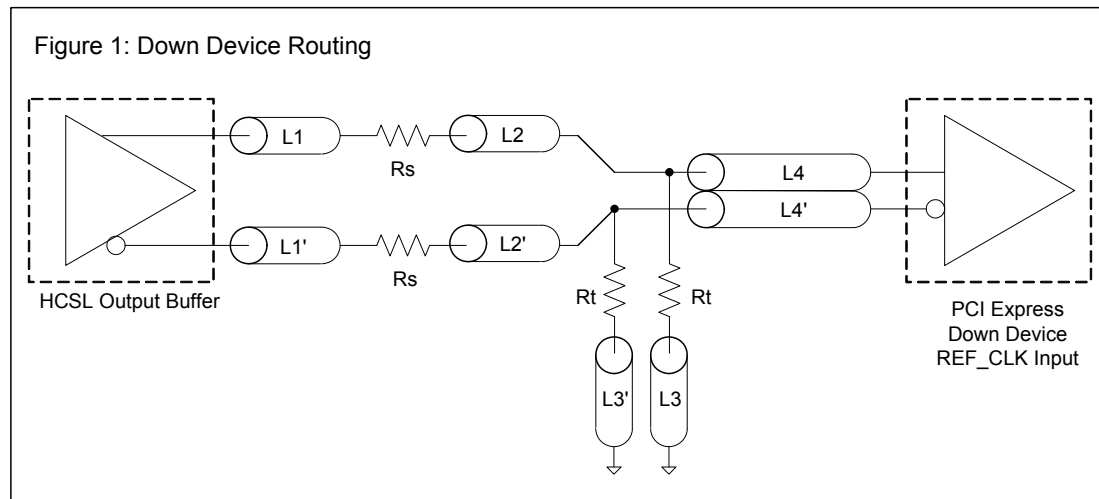 Figure 1: Down Device Routing
L1
Rs
L2
L4
L4'
L1'
Rs
L2'
HCSL Output Buffer
Rt
Rt
L3'
L3
PCI Express
Down Device
REF_CLK Input